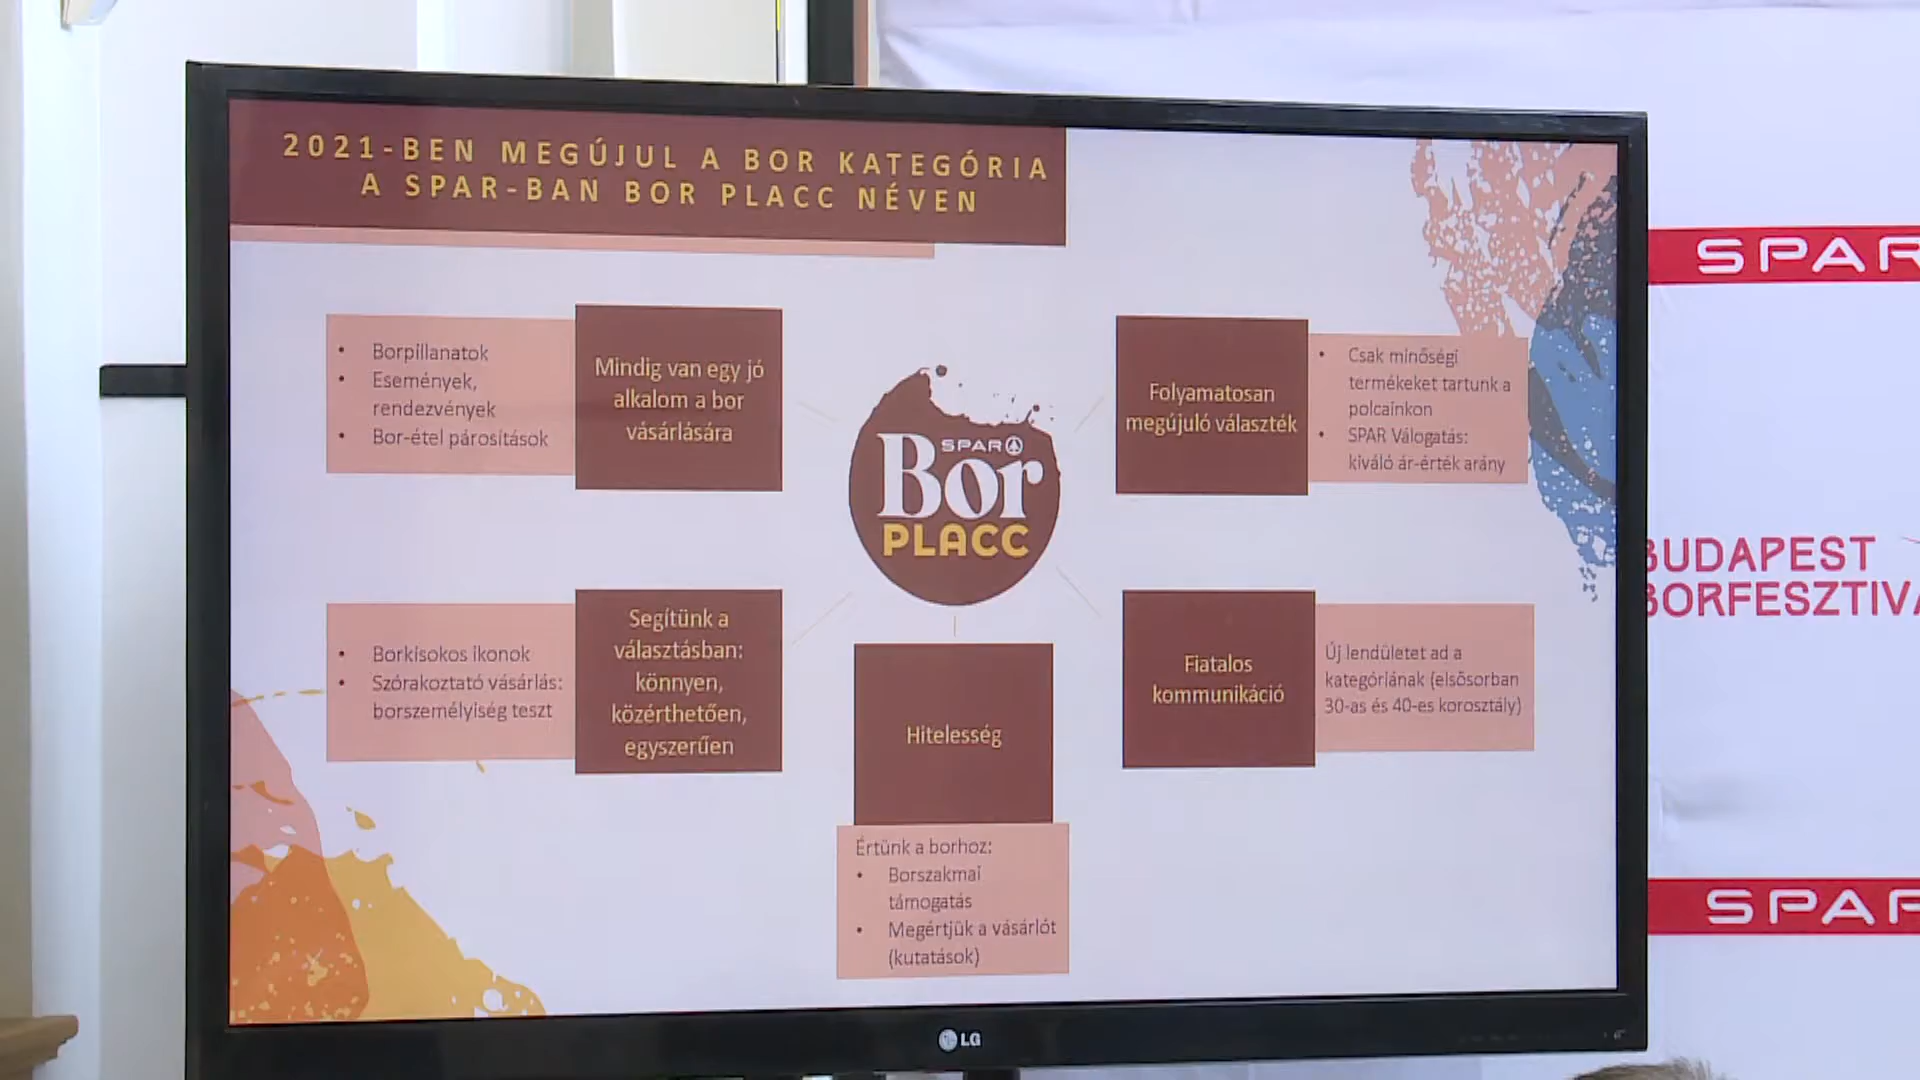 2021-BEN MEGÚJUL A BOR KATEGÓRIA
A SPAR-BAN BOR PLACC NÉVEN
• Borpillanatok
• Események,
rendezvények
• Bor-étel párosítások
Mindig van egy jó
alkalom a bor
vásárlására
SPAR
Bor
PLACC
Folyamatosan
megújuló választék
• Csak minőségi
termékeket tartunk a
polcainkon
• SPAR Válogatás:
kiváló ár-érték arány
• Borkisokos ikonok
• Szórakoztató vásárlás:
borszemélyiség teszt
Segítünk a
választásban:
könnyen,
közérthetően,
egyszerűen
Hitelesség
Értünk a borhoz:
• Borszakmai
támogatás
• Megértjük a vásárlót
(kutatások)
Fiatalos
kommunikáció
Új lendületet ad a
kategóriának (elsősorban
30-as és 40-es korosztály)
LG
SPAR
BUDAPEST
BORFESZTIVÁ
SPAR